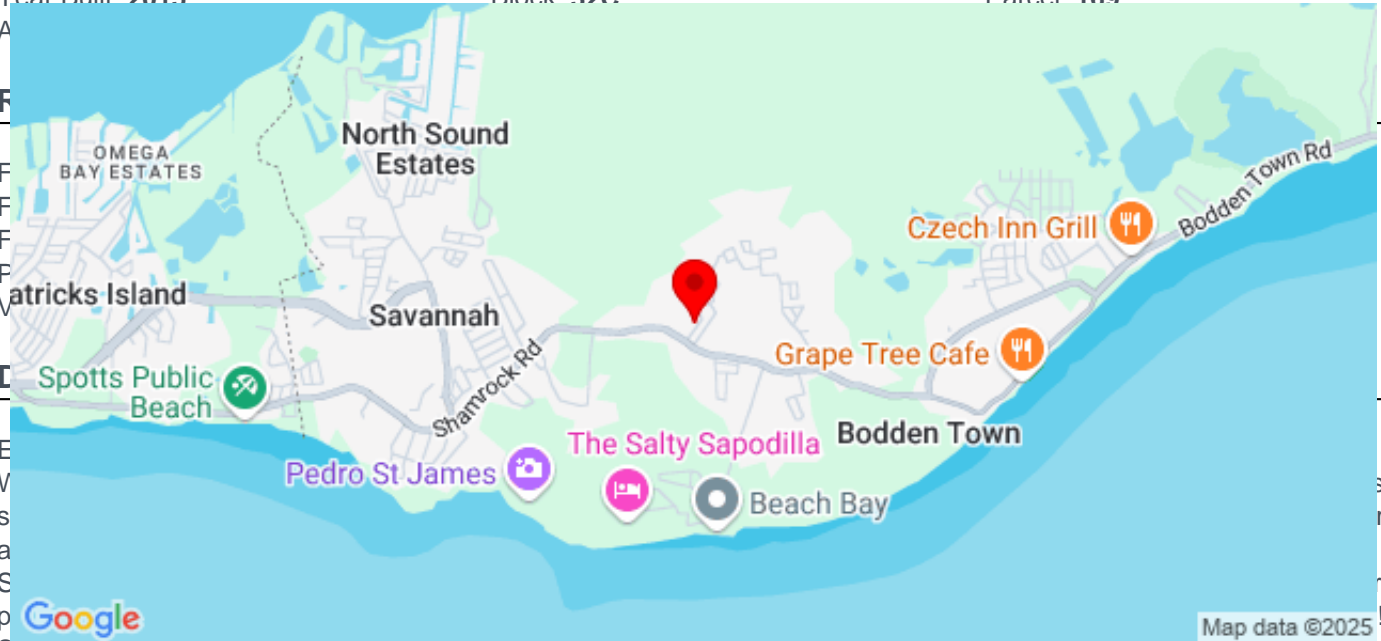 North Sound
Estates
OMEGA
BAY ESTATES
Czech Inn Grill
Bodden Town Rd
atricks Island
Savannah
Grape Tree Cafe
Spotts Public
Beach
Shamrock Rd
Bodden Town
The Salty Sapodilla
Pedro St James
Beach Bay
Google
Map data ©2025